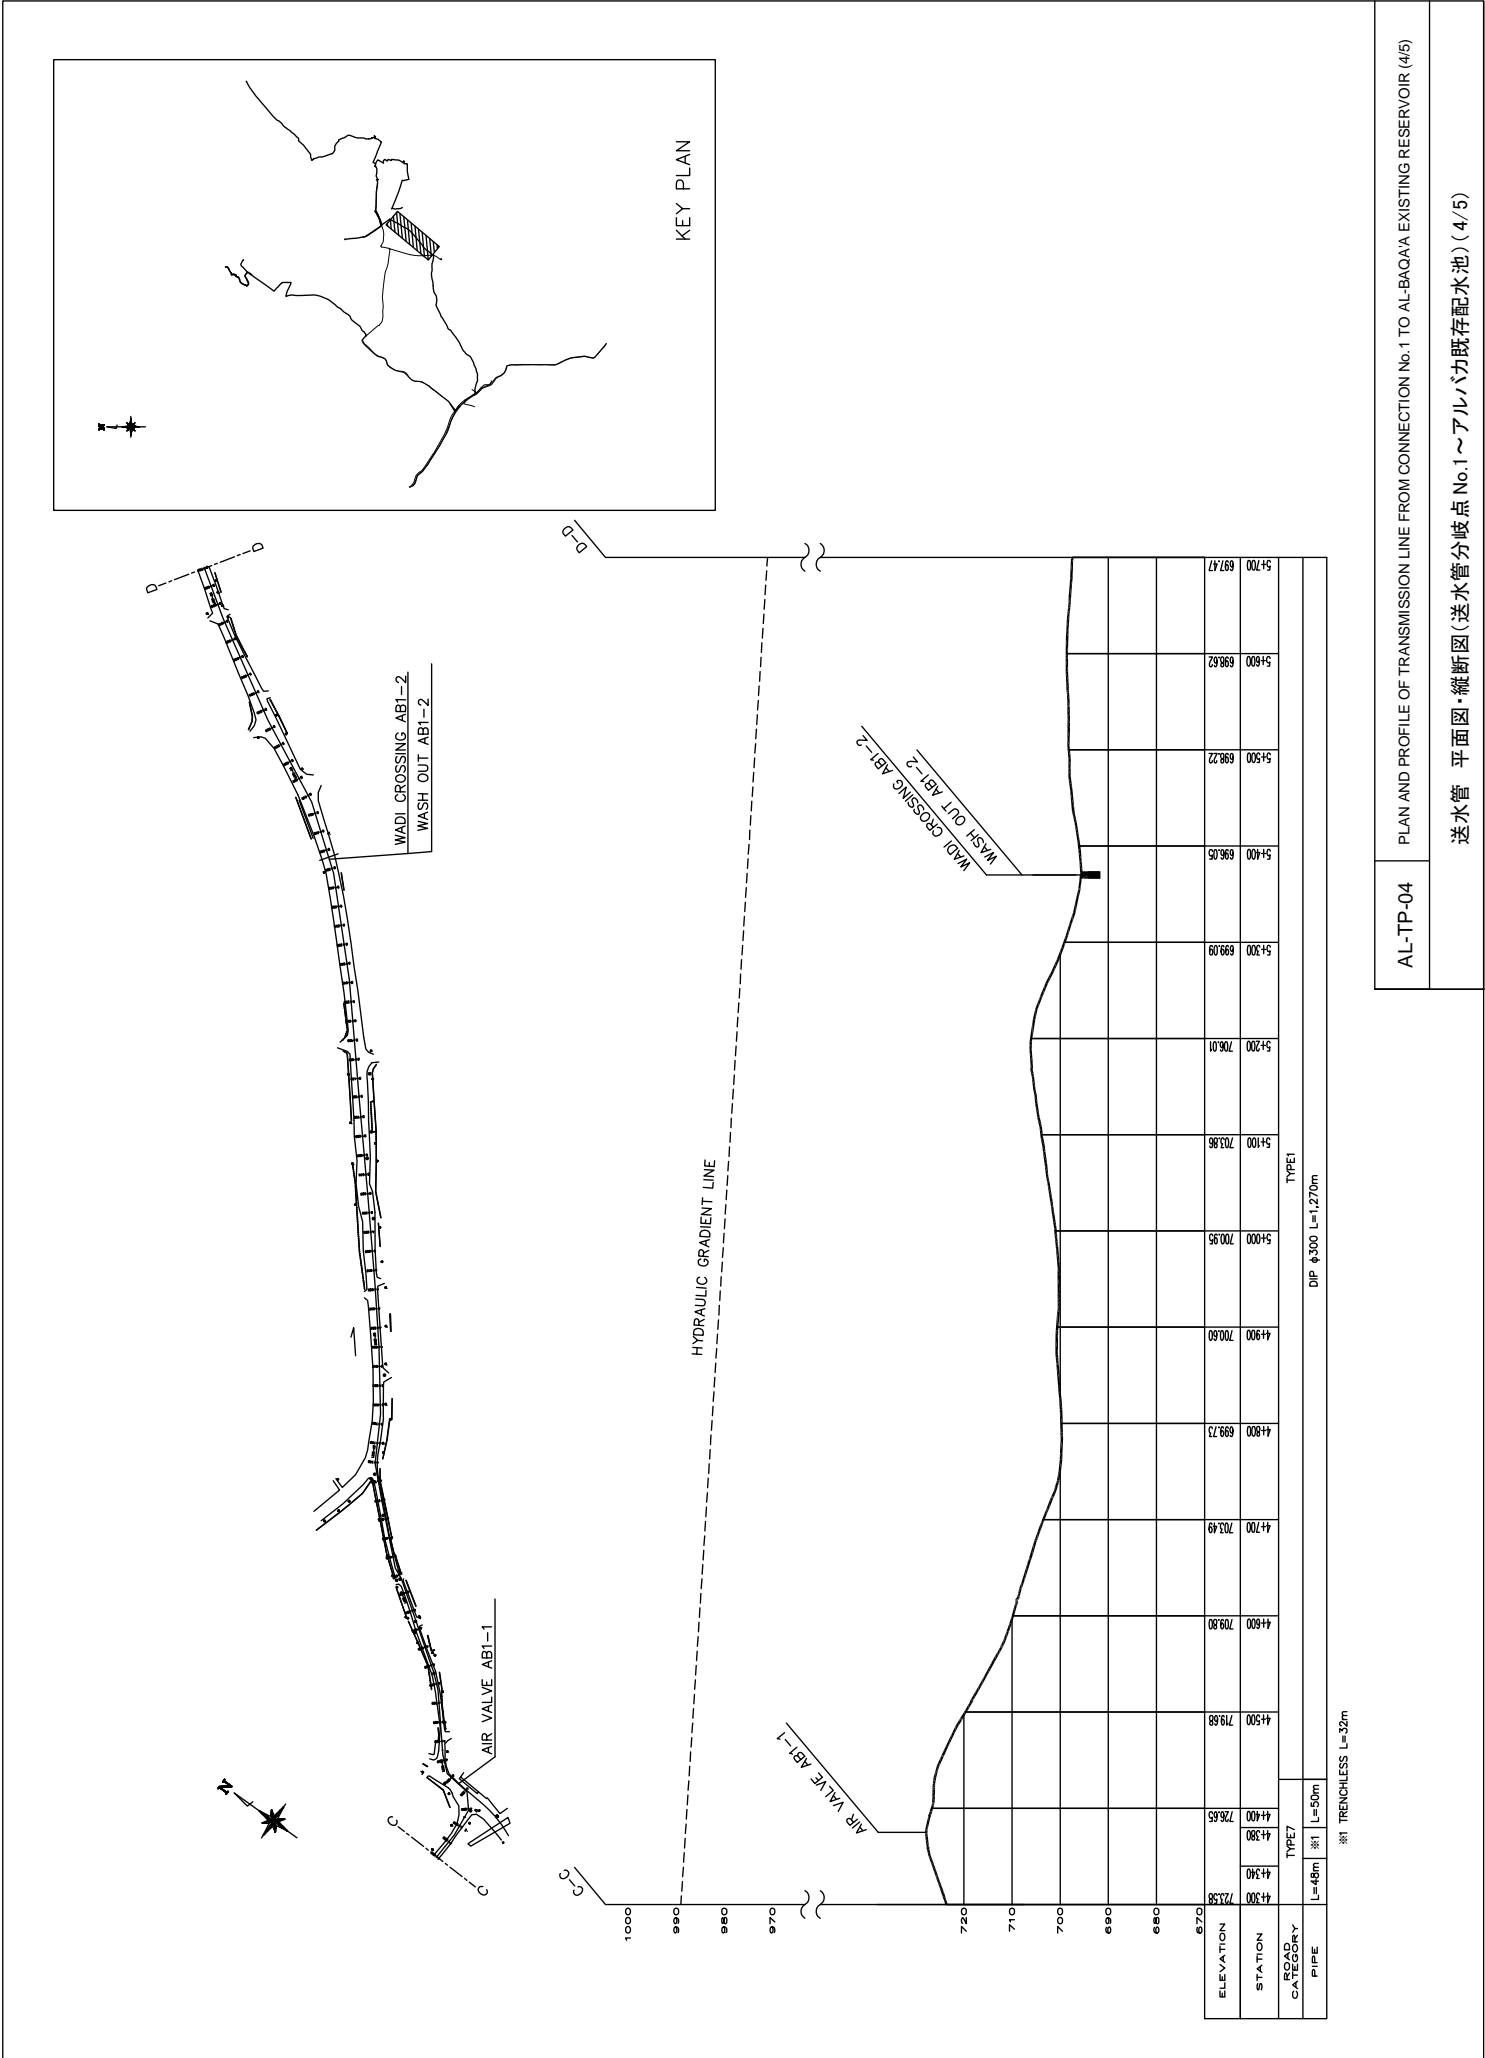 KEY PLAN
N
N
D
D
C
C
WADI CROSSING AB1-2
WASH OUT AB1-2
AIR VALVE AB1-1
C-C
D-D
HYDRAULIC GRADIENT LINE
AIR VALVE AB1-1
WADI CROSSING AB1-2
WASH OUT AB1-2
1000
990
980
970
720
710
700
690
680
670
ELEVATION 723.58 726.65 719.68 709.80 703.49 699.73 700.60 700.95 703.86 706.01 699.09 696.05 698.22 698.62 697.47
STATION 4+300 4+340 4+380 4+400 4+500 4+600 4+700 4+800 4+900 5+000 5+100 5+200 5+300 5+400 5+500 5+600 5+700
ROAD CATEGORY TYPE7 TYPE1
PIPE L=48m ※1 L=50m DIP φ300 L=1,270m
※1 TRENCHLESS L=32m
AL-TP-04
PLAN AND PROFILE OF TRANSMISSION LINE FROM CONNECTION No.1 TO AL-BAQA'A EXISTING RESERVOIR (4/5)
送水管 平面図・縦断図(送水管分岐点 No.1～アルバカ既存配水池)(4/5)